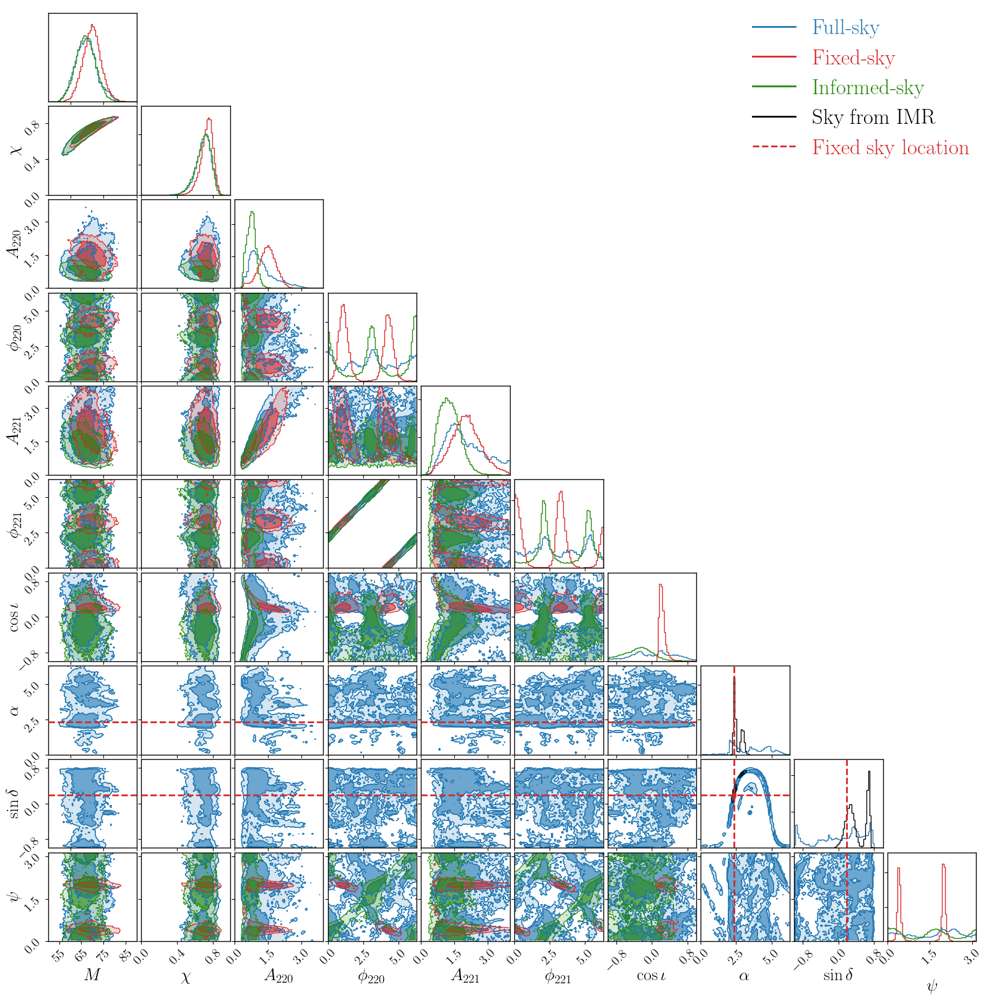 Full-sky
Fixed-sky
Informed-sky
Sky from IMR
Fixed sky location
χ
0.8
0.4
0.0
A220
3.0
1.5
0.0
ϕ220
5.0
2.5
0.0
A221
3.0
1.5
0.0
ϕ221
5.0
2.5
0.0
cos ι
0.8
0.0
−0.8
α
5.0
2.5
0.0
sin δ
0.8
0.0
−0.8
ψ
3.0
1.5
0.0
55 65 75 85 0.0 0.4 0.8 0.0 1.5 3.0 0.0 2.5 5.0 0.0 1.5 3.0 0.0 2.5 5.0 −0.8 0.0 0.8 0.0 2.5 5.0 −0.8 0.0 0.8 0.0 1.5 3.0
M χ A220 ϕ220 A221 ϕ221 cos ι α sin δ ψ